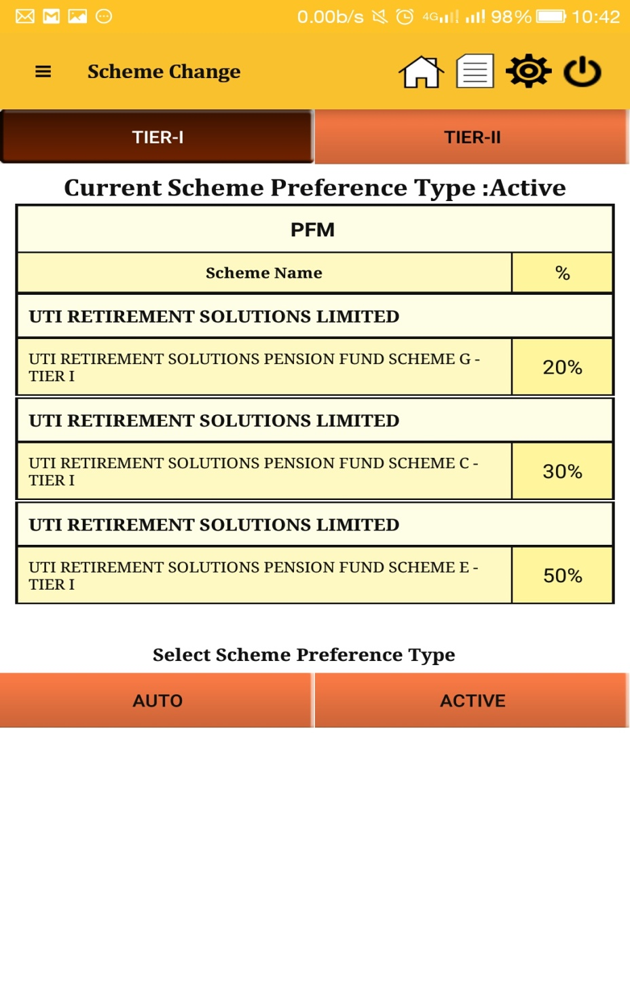 0.00b/s 4G 98% 10:42
Scheme Change
TIER-I TIER-II
Current Scheme Preference Type :Active
PFM
Scheme Name %
UTI RETIREMENT SOLUTIONS LIMITED
UTI RETIREMENT SOLUTIONS PENSION FUND SCHEME G -
TIER I
20%
UTI RETIREMENT SOLUTIONS LIMITED
UTI RETIREMENT SOLUTIONS PENSION FUND SCHEME C -
TIER I
30%
UTI RETIREMENT SOLUTIONS LIMITED
UTI RETIREMENT SOLUTIONS PENSION FUND SCHEME E -
TIER I
50%
Select Scheme Preference Type
AUTO ACTIVE